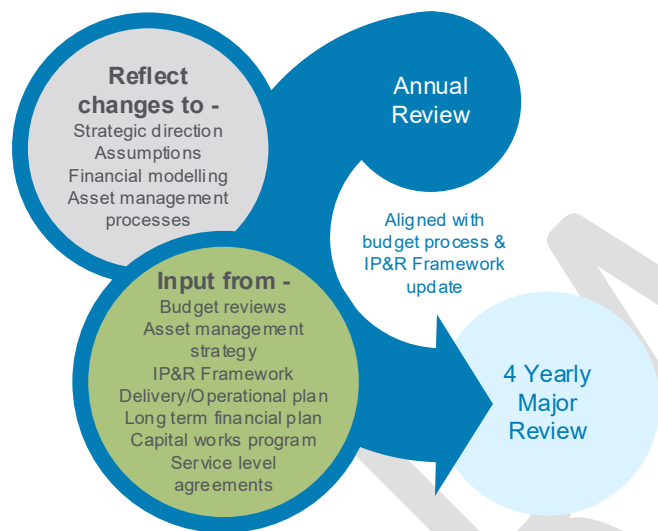 Reflect
changes to -
Strategic direction
Assumptions
Financial modelling
Asset management
processes
Annual
Review
Aligned with
budget process &
IP&R Framework
update
Input from -
Budget reviews
Asset management
strategy
IP&R Framework
Delivery/Operational plan
Long term financial plan
Capital works program
Service level
agreements
4 Yearly
Major
Review